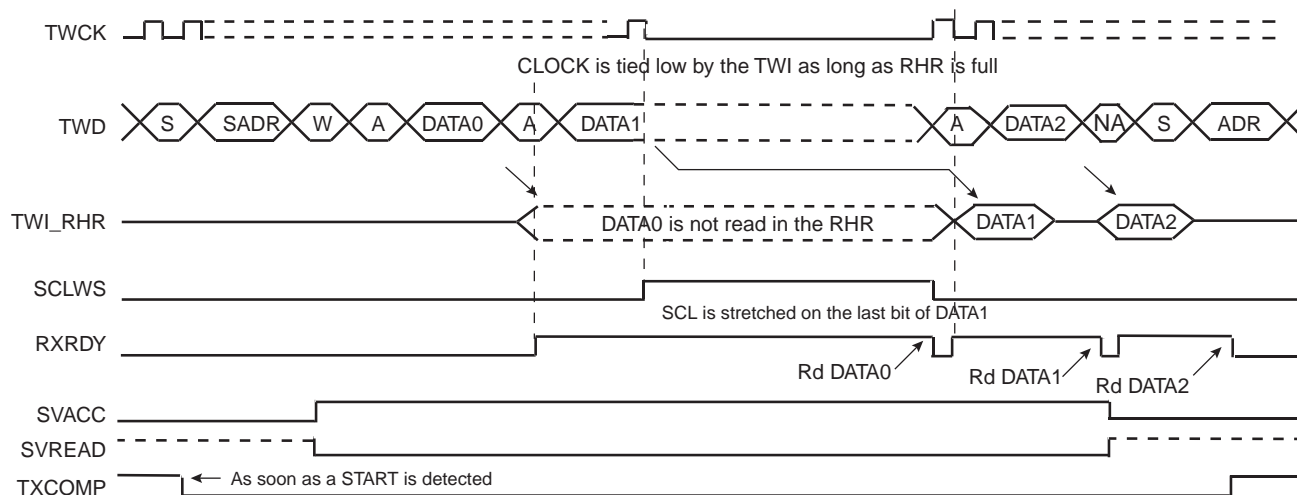 TWCK
CLOCK is tied low by the TWI as long as RHR is full
TWD S SADR W A DATA0 A DATA1 A DATA2 NA S ADR
TWI_RHR DATA0 is not read in the RHR DATA1 DATA2
SCLWS
SCL is stretched on the last bit of DATA1
RXRDY
Rd DATA0 Rd DATA1 Rd DATA2
SVACC
SVREAD
TXCOMP As soon as a START is detected